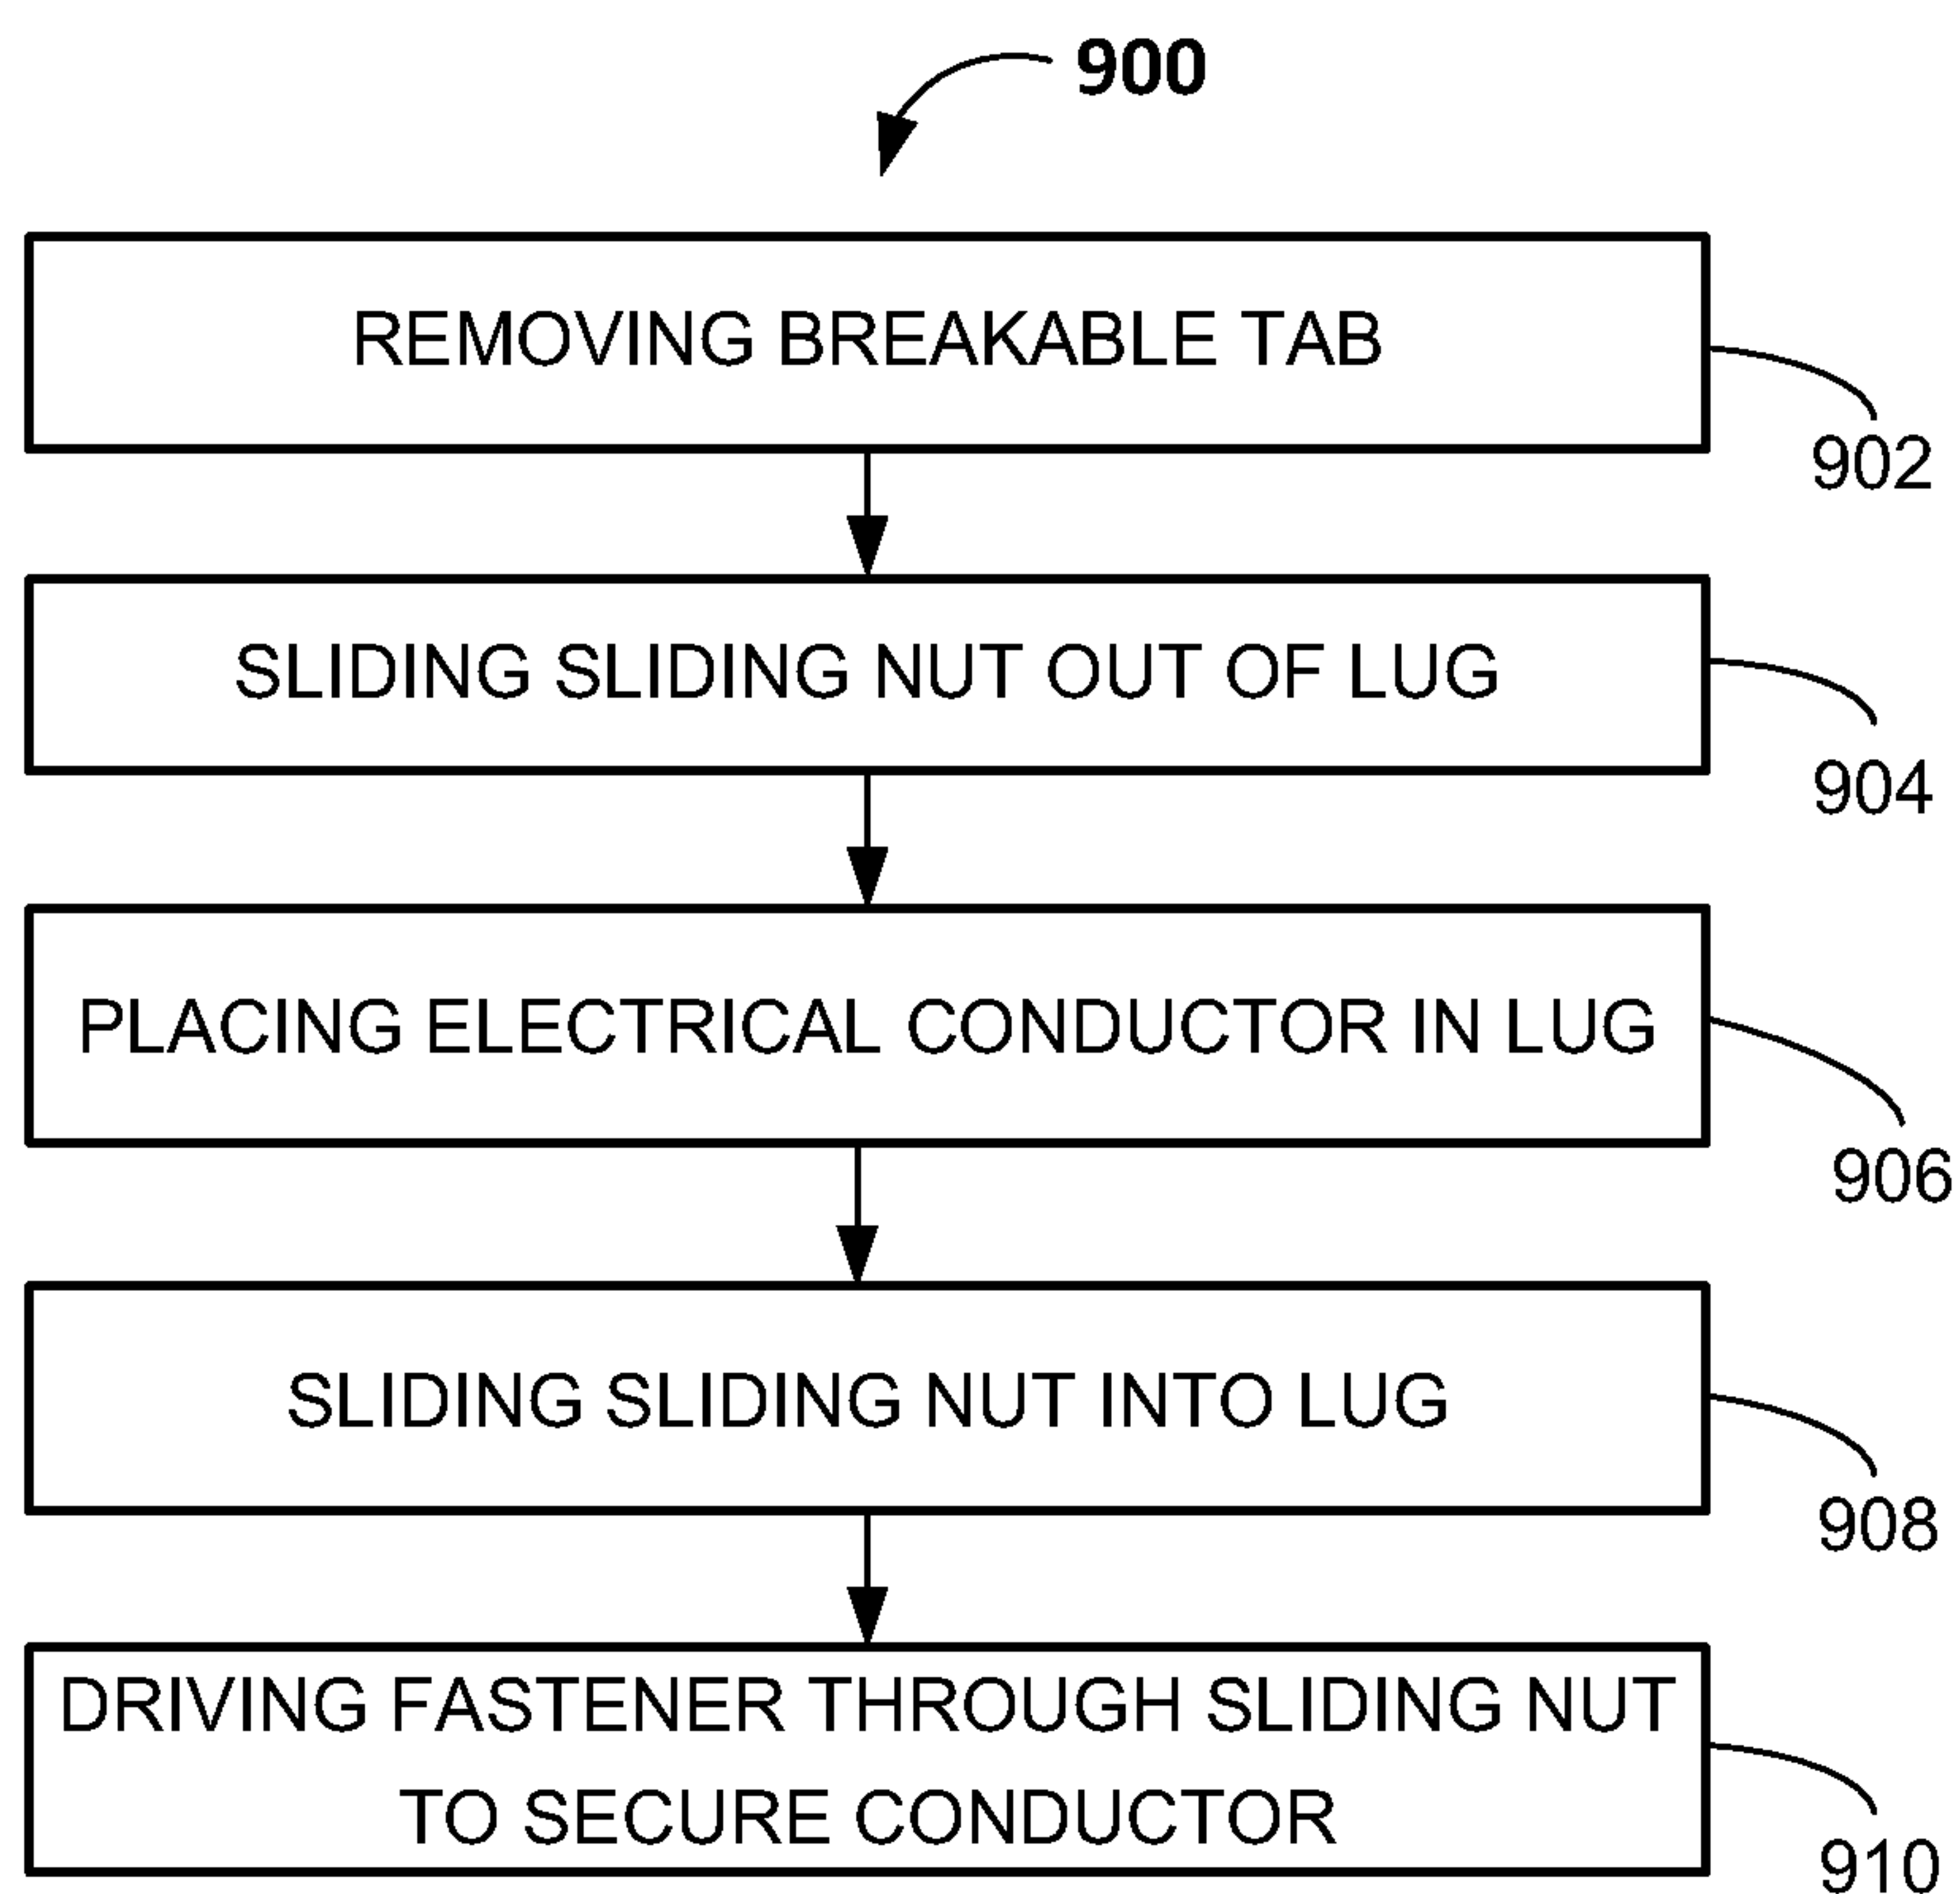 900
REMOVING BREAKABLE TAB
902
SLIDING SLIDING NUT OUT OF LUG
904
PLACING ELECTRICAL CONDUCTOR IN LUG
906
SLIDING SLIDING NUT INTO LUG
908
DRIVING FASTENER THROUGH SLIDING NUT
TO SECURE CONDUCTOR
910